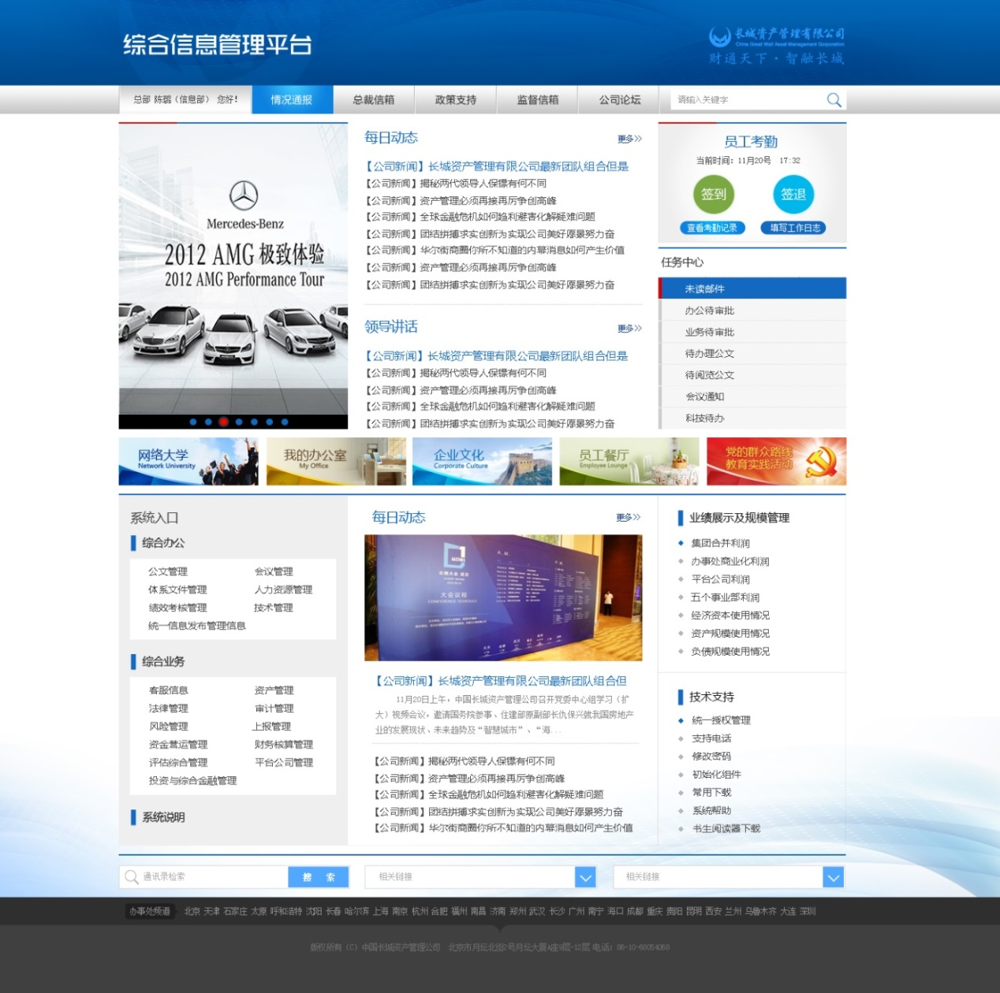 综合信息管理平台
长城资产管理有限公司
China Great Wall Asset Management Corporation
财通天下·智融长城
总部 陈璐（信息部） 您好！
情况通报
总裁信箱
政策支持
监督信箱
公司论坛
请输入关键字
Mercedes-Benz
2012 AMG 极致体验
2012 AMG Performance Tour
每日动态
更多>>
【公司新闻】长城资产管理有限公司最新团队组合但是
【公司新闻】揭秘两代领导人保镖有何不同
【公司新闻】资产管理必须再接再厉争创高峰
【公司新闻】全球金融危机如何趋利避害化解疑难问题
【公司新闻】团结拼搏求实创新为实现公司美好愿景努力奋
【公司新闻】华尔街商圈你所不知道的内幕消息如何产生价值
【公司新闻】资产管理必须再接再厉争创高峰
【公司新闻】团结拼搏求实创新为实现公司美好愿景努力奋
领导讲话
更多>>
【公司新闻】长城资产管理有限公司最新团队组合但是
【公司新闻】揭秘两代领导人保镖有何不同
【公司新闻】资产管理必须再接再厉争创高峰
【公司新闻】全球金融危机如何趋利避害化解疑难问题
【公司新闻】团结拼搏求实创新为实现公司美好愿景努力奋
员工考勤
当前时间：11月20号 17:32
签到
签退
查看考勤记录
填写工作日志
任务中心
未读邮件
办公待审批
业务待审批
待办理公文
待阅览公文
会议通知
科技待办
网络大学
Network University
我的办公室
My Office
企业文化
Corporate Culture
员工餐厅
Employee Lounge
党的群众路线
教育实践活动
系统入口
综合办公
公文管理 会议管理
体系文件管理 人力资源管理
绩效考核管理 技术管理
统一信息发布管理信息
综合业务
客服信息 资产管理
法律管理 审计管理
风险管理 上报管理
资金营运管理 财务核算管理
评估综合管理 平台公司管理
投资与综合金融管理
系统说明
每日动态
更多>>
大会议程
CONFERENCE SCHEDULE
【公司新闻】长城资产管理有限公司最新团队组合但
11月20日上午，中国长城资产管理公司召开党委中心组学习（扩
大）视频会议，邀请国务院参事、住建部原副部长仇保兴就我国房地产
业的发展现状、未来趋势及“智慧城市”、“海...
【公司新闻】揭秘两代领导人保镖有何不同
【公司新闻】资产管理必须再接再厉争创高峰
【公司新闻】全球金融危机如何趋利避害化解疑难问题
【公司新闻】团结拼搏求实创新为实现公司美好愿景努力奋
【公司新闻】华尔街商圈你所不知道的内幕消息如何产生价值
业绩展示及规模管理
集团合并利润
办事处商业化利润
平台公司利润
五个事业部利润
经济资本使用情况
资产规模使用情况
负债规模使用情况
技术支持
统一授权管理
支持电话
修改密码
初始化组件
常用下载
系统帮助
书生阅读器下载
通讯录检索
搜 索
相关链接
相关链接
办事处频道 北京 天津 石家庄 太原 呼和浩特 沈阳 长春 哈尔滨 上海 南京 杭州 合肥 福州 南昌 济南 郑州 武汉 长沙 广州 南宁 海口 成都 重庆 贵阳 昆明 西安 兰州 乌鲁木齐 大连 深圳
版权所有（C）中国长城资产管理公司 北京市月坛北街2号月坛大厦A座9层-12层 电话：86-10-68054068